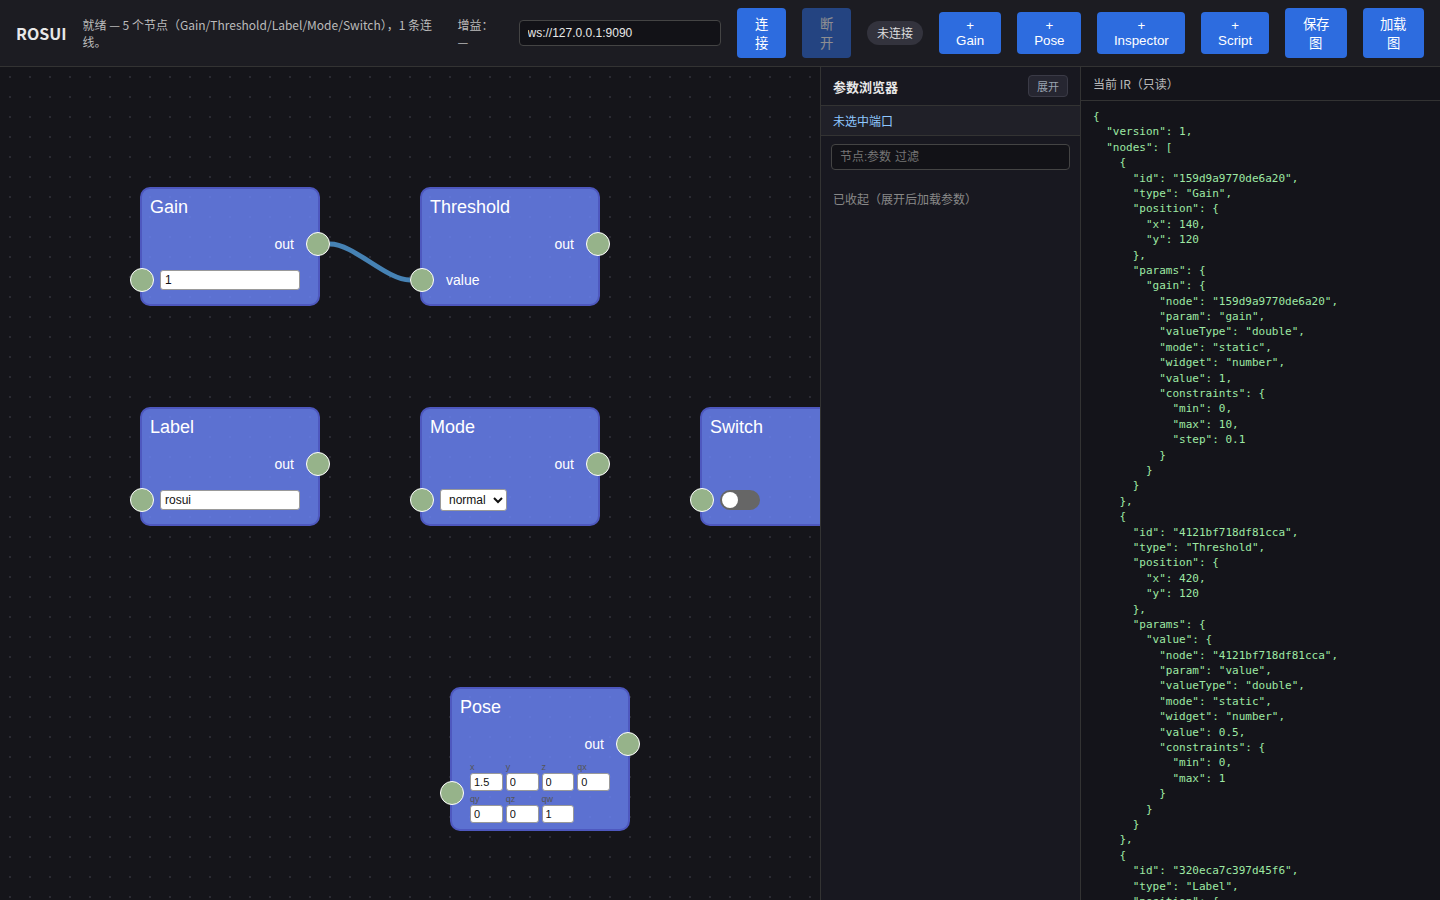 ROSUI
就绪 — 5 个节点（Gain/Threshold/Label/Mode/Switch），1 条连
线。
增益：
—
ws://127.0.0.1:9090
连
接
断
开
未连接
+
Gain
+
Pose
+
Inspector
+
Script
保存
图
加载
图
Gain
out
1
Threshold
out
value
Label
out
rosui
Mode
out
normal
Switch
Pose
out
x y z qx
1.5 0 0 0
qy qz qw
0 0 1
参数浏览器
展开
未选中端口
节点:参数 过滤
已收起（展开后加载参数）
当前 IR（只读）
{
"version": 1,
"nodes": [
{
"id": "159d9a9770de6a20",
"type": "Gain",
"position": {
"x": 140,
"y": 120
},
"params": {
"gain": {
"node": "159d9a9770de6a20",
"param": "gain",
"valueType": "double",
"mode": "static",
"widget": "number",
"value": 1,
"constraints": {
"min": 0,
"max": 10,
"step": 0.1
}
}
}
},
{
"id": "4121bf718df81cca",
"type": "Threshold",
"position": {
"x": 420,
"y": 120
},
"params": {
"value": {
"node": "4121bf718df81cca",
"param": "value",
"valueType": "double",
"mode": "static",
"widget": "number",
"value": 0.5,
"constraints": {
"min": 0,
"max": 1
}
}
}
},
{
"id": "320eca7c397d45f6",
"type": "Label",